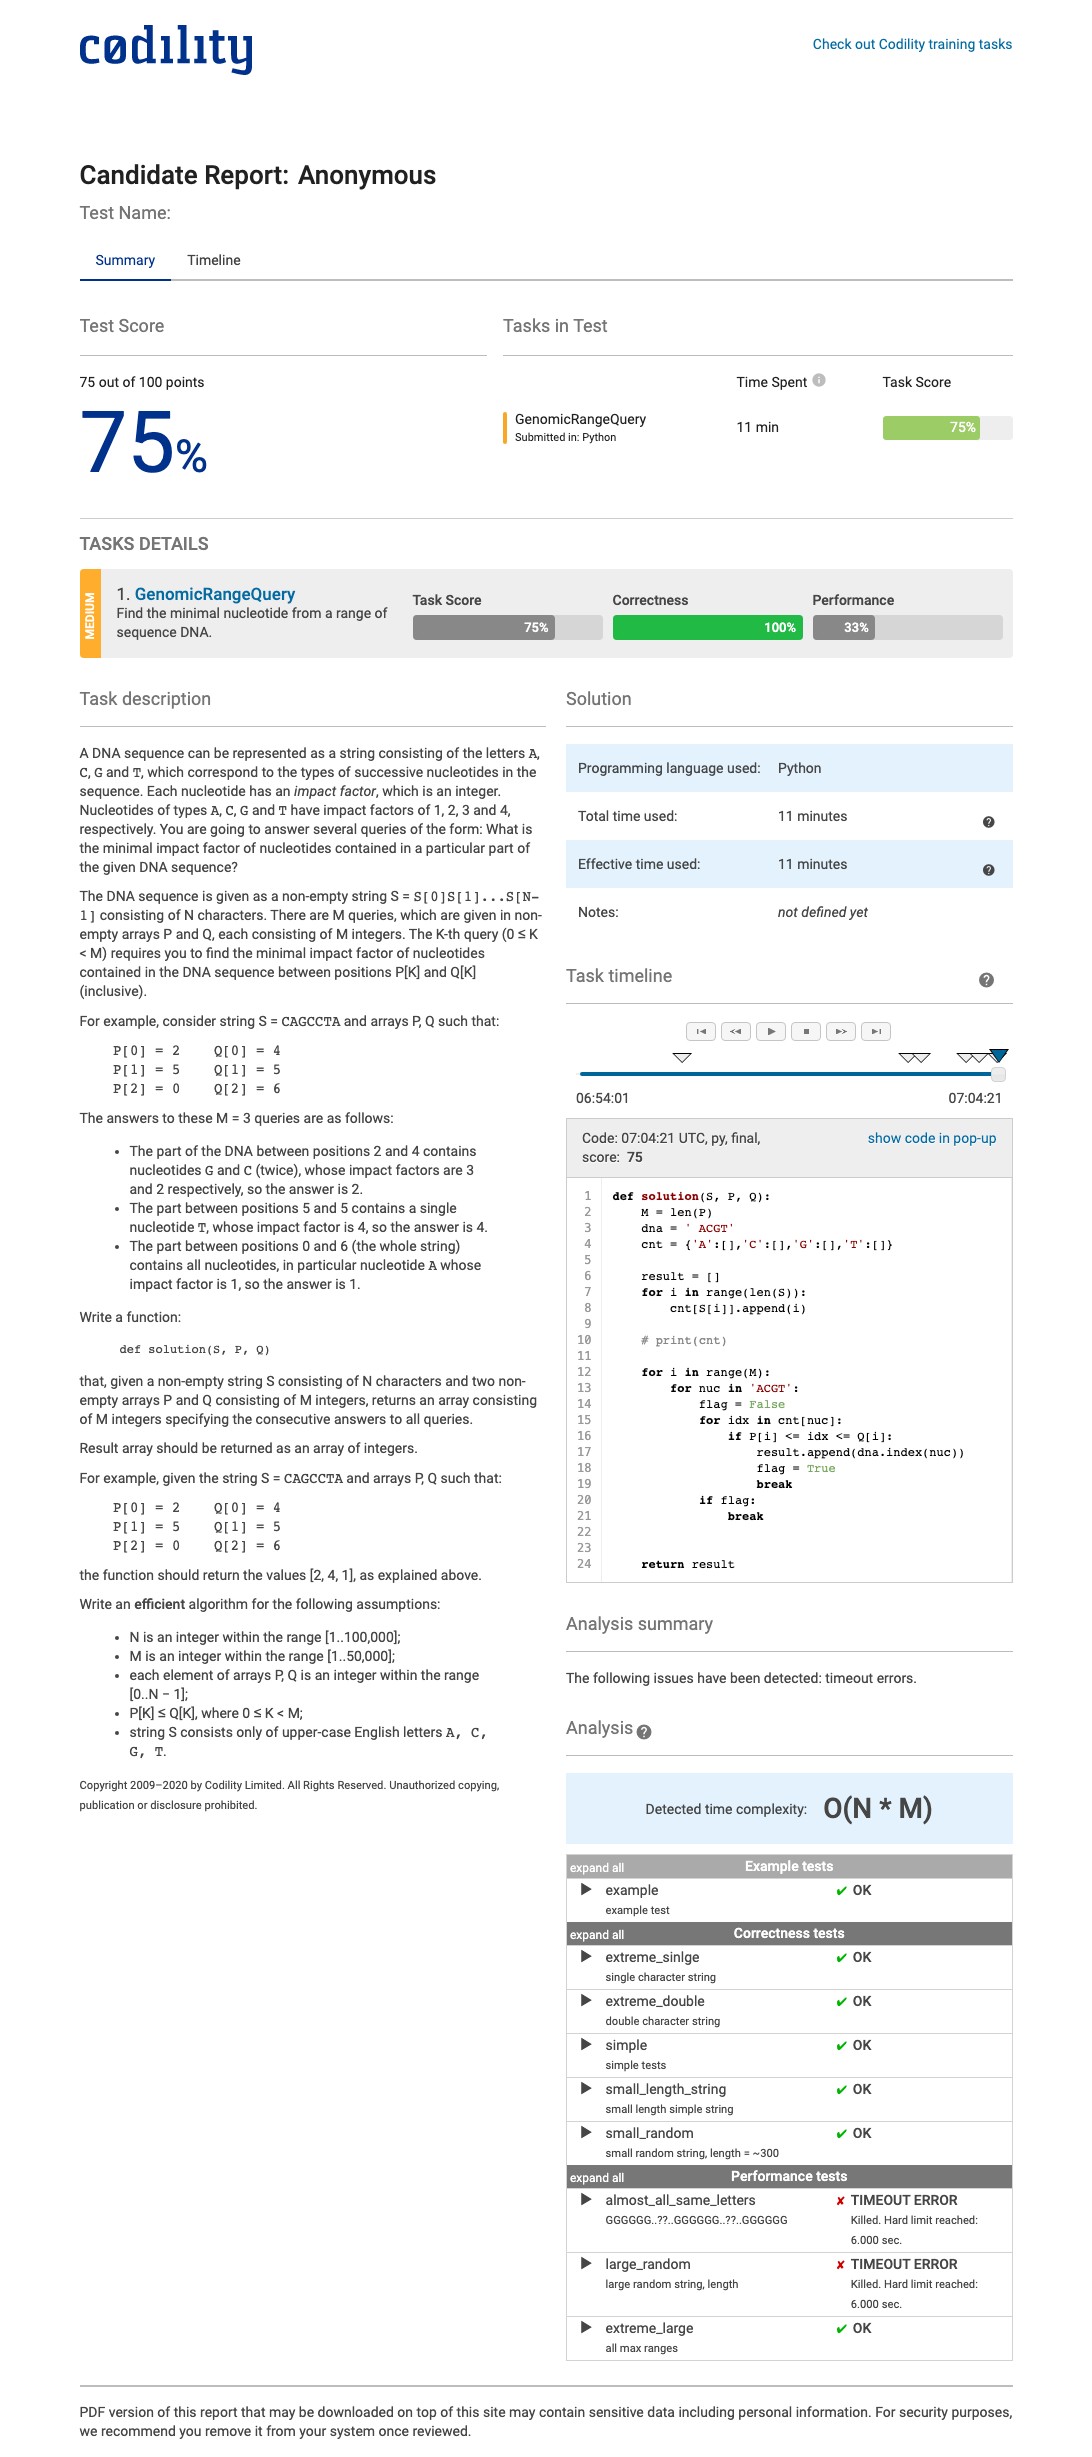 codility
Check out Codility training tasks
Candidate Report: Anonymous
Test Name:
Summary Timeline
Test Score
75 out of 100 points
75%
Tasks in Test
Time Spent Task Score
GenomicRangeQuery
Submitted in: Python
11 min
75%
TASKS DETAILS
MEDIUM
1. GenomicRangeQuery
Find the minimal nucleotide from a range of
sequence DNA.
Task Score
75%
Correctness
100%
Performance
33%
Task description
A DNA sequence can be represented as a string consisting of the letters A,
C, G and T, which correspond to the types of successive nucleotides in the
sequence. Each nucleotide has an impact factor, which is an integer.
Nucleotides of types A, C, G and T have impact factors of 1, 2, 3 and 4,
respectively. You are going to answer several queries of the form: What is
the minimal impact factor of nucleotides contained in a particular part of
the given DNA sequence?
The DNA sequence is given as a non-empty string S = S[0]S[1]...S[N-
1] consisting of N characters. There are M queries, which are given in non-
empty arrays P and Q, each consisting of M integers. The K-th query (0 ≤ K
< M) requires you to find the minimal impact factor of nucleotides
contained in the DNA sequence between positions P[K] and Q[K]
(inclusive).
For example, consider string S = CAGCCTA and arrays P, Q such that:
P[0] = 2 Q[0] = 4
P[1] = 5 Q[1] = 5
P[2] = 0 Q[2] = 6
The answers to these M = 3 queries are as follows:
• The part of the DNA between positions 2 and 4 contains
nucleotides G and C (twice), whose impact factors are 3
and 2 respectively, so the answer is 2.
• The part between positions 5 and 5 contains a single
nucleotide T, whose impact factor is 4, so the answer is 4.
• The part between positions 0 and 6 (the whole string)
contains all nucleotides, in particular nucleotide A whose
impact factor is 1, so the answer is 1.
Write a function:
def solution(S, P, Q)
that, given a non-empty string S consisting of N characters and two non-
empty arrays P and Q consisting of M integers, returns an array consisting
of M integers specifying the consecutive answers to all queries.
Result array should be returned as an array of integers.
For example, given the string S = CAGCCTA and arrays P, Q such that:
P[0] = 2 Q[0] = 4
P[1] = 5 Q[1] = 5
P[2] = 0 Q[2] = 6
the function should return the values [2, 4, 1], as explained above.
Write an efficient algorithm for the following assumptions:
• N is an integer within the range [1..100,000];
• M is an integer within the range [1..50,000];
• each element of arrays P, Q is an integer within the range
[0..N − 1];
• P[K] ≤ Q[K], where 0 ≤ K < M;
• string S consists only of upper-case English letters A, C,
G, T.
Copyright 2009–2020 by Codility Limited. All Rights Reserved. Unauthorized copying,
publication or disclosure prohibited.
Solution
Programming language used: Python
Total time used: 11 minutes
Effective time used: 11 minutes
Notes: not defined yet
Task timeline
06:54:01 07:04:21
Code: 07:04:21 UTC, py, final,
score: 75
show code in pop-up
1 def solution(S, P, Q):
2 M = len(P)
3 dna = ' ACGT'
4 cnt = {'A':[],'C':[],'G':[],'T':[]}
5
6 result = []
7 for i in range(len(S)):
8 cnt[S[i]].append(i)
9
10 # print(cnt)
11
12 for i in range(M):
13 for nuc in 'ACGT':
14 flag = False
15 for idx in cnt[nuc]:
16 if P[i] <= idx <= Q[i]:
17 result.append(dna.index(nuc))
18 flag = True
19 break
20 if flag:
21 break
22
23
24 return result
Analysis summary
The following issues have been detected: timeout errors.
Analysis
Detected time complexity: O(N * M)
expand all Example tests
example ✔ OK
example test
expand all Correctness tests
extreme_sinlge ✔ OK
single character string
extreme_double ✔ OK
double character string
simple ✔ OK
simple tests
small_length_string ✔ OK
small length simple string
small_random ✔ OK
small random string, length = ~300
expand all Performance tests
almost_all_same_letters ✘ TIMEOUT ERROR
GGGGGG..??..GGGGGG..??..GGGGGG Killed. Hard limit reached:
6.000 sec.
large_random ✘ TIMEOUT ERROR
large random string, length Killed. Hard limit reached:
6.000 sec.
extreme_large ✔ OK
all max ranges
PDF version of this report that may be downloaded on top of this site may contain sensitive data including personal information. For security purposes,
we recommend you remove it from your system once reviewed.